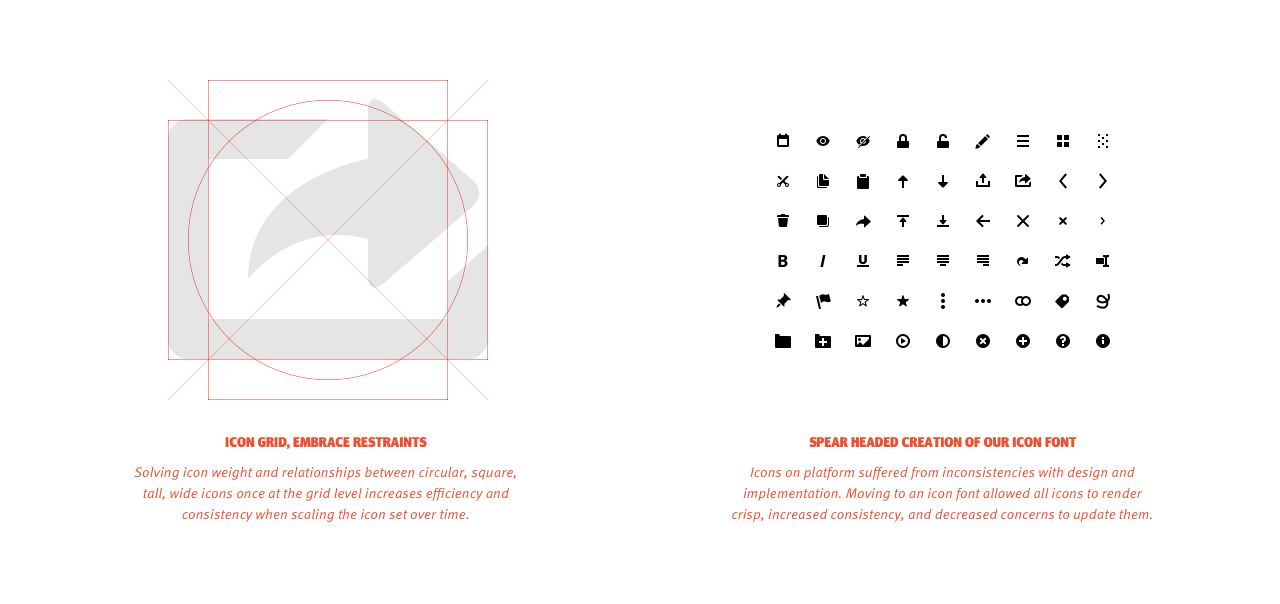 ICON GRID, EMBRACE RESTRAINTS
Solving icon weight and relationships between circular, square,
tall, wide icons once at the grid level increases efficiency and
consistency when scaling the icon set over time.
B I U
SPEAR HEADED CREATION OF OUR ICON FONT
Icons on platform suffered from inconsistencies with design and
implementation. Moving to an icon font allowed all icons to render
crisp, increased consistency, and decreased concerns to update them.